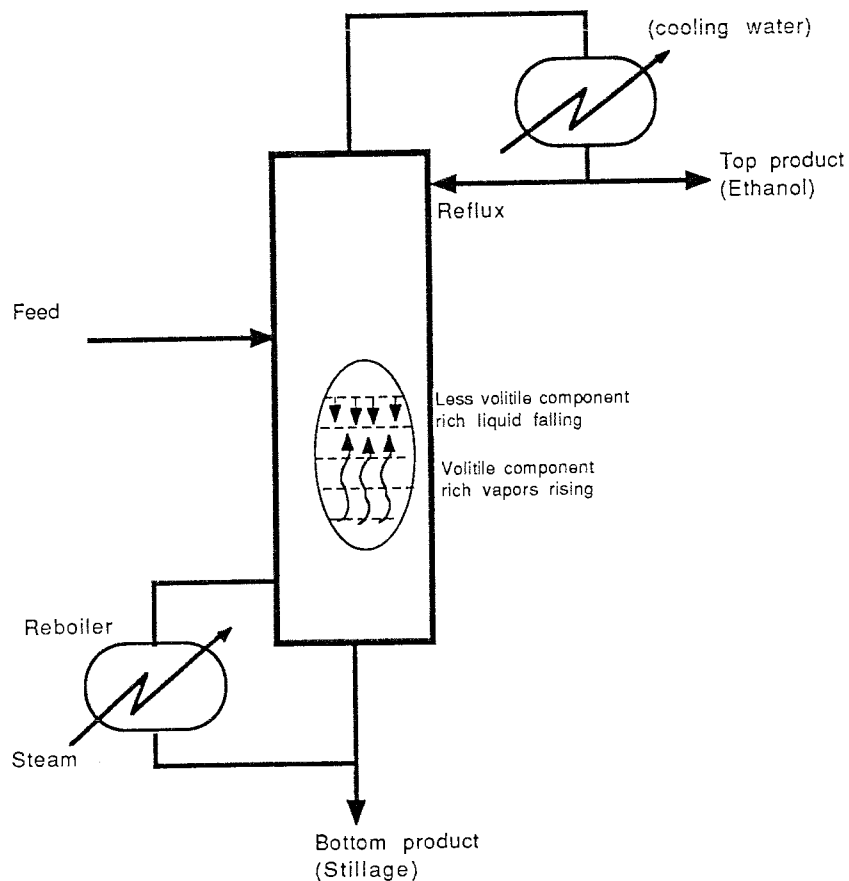 (cooling water)
Top product
(Ethanol)
Reflux
Feed
Less volitile component
rich liquid falling
Volitile component
rich vapors rising
Reboiler
Steam
Bottom product
(Stillage)